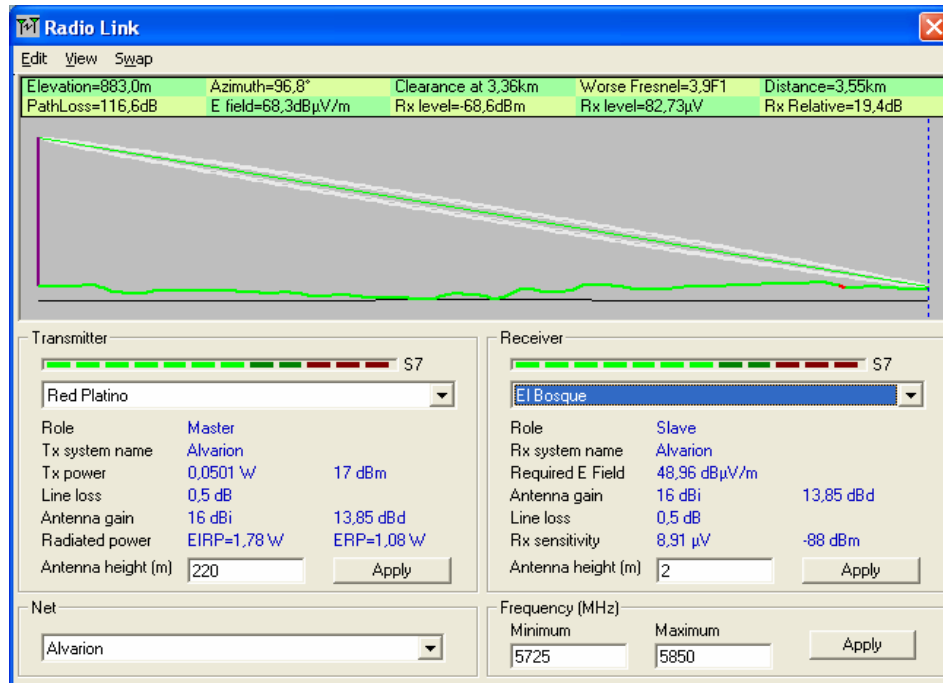 Radio Link
Edit View Swap
Elevation=883,0m Azimuth=96,8° Clearance at 3,36km Worse Fresnel=3,9F1 Distance=3,55km
PathLoss=116,6dB E field=68,3dBµV/m Rx level=-68,6dBm Rx level=82,73µV Rx Relative=19,4dB
Transmitter
S7
Red Platino
Role Master
Tx system name Alvarion
Tx power 0,0501 W 17 dBm
Line loss 0,5 dB
Antenna gain 16 dBi 13,85 dBd
Radiated power EIRP=1,78 W ERP=1,08 W
Antenna height (m) 220 Apply
Net
Alvarion
Receiver
S7
El Bosque
Role Slave
Rx system name Alvarion
Required E Field 48,96 dBµV/m
Antenna gain 16 dBi 13,85 dBd
Line loss 0,5 dB
Rx sensitivity 8,91 µV -88 dBm
Antenna height (m) 2 Apply
Frequency (MHz)
Minimum Maximum
5725 5850 Apply